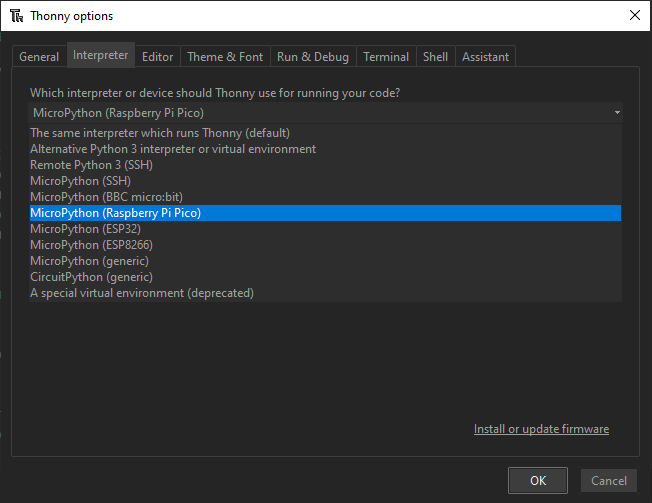 Thonny options
General Interpreter Editor Theme & Font Run & Debug Terminal Shell Assistant
Which interpreter or device should Thonny use for running your code?
MicroPython (Raspberry Pi Pico)
The same interpreter which runs Thonny (default)
Alternative Python 3 interpreter or virtual environment
Remote Python 3 (SSH)
MicroPython (SSH)
MicroPython (BBC micro:bit)
MicroPython (Raspberry Pi Pico)
MicroPython (ESP32)
MicroPython (ESP8266)
MicroPython (generic)
CircuitPython (generic)
A special virtual environment (deprecated)
Install or update firmware
OK Cancel